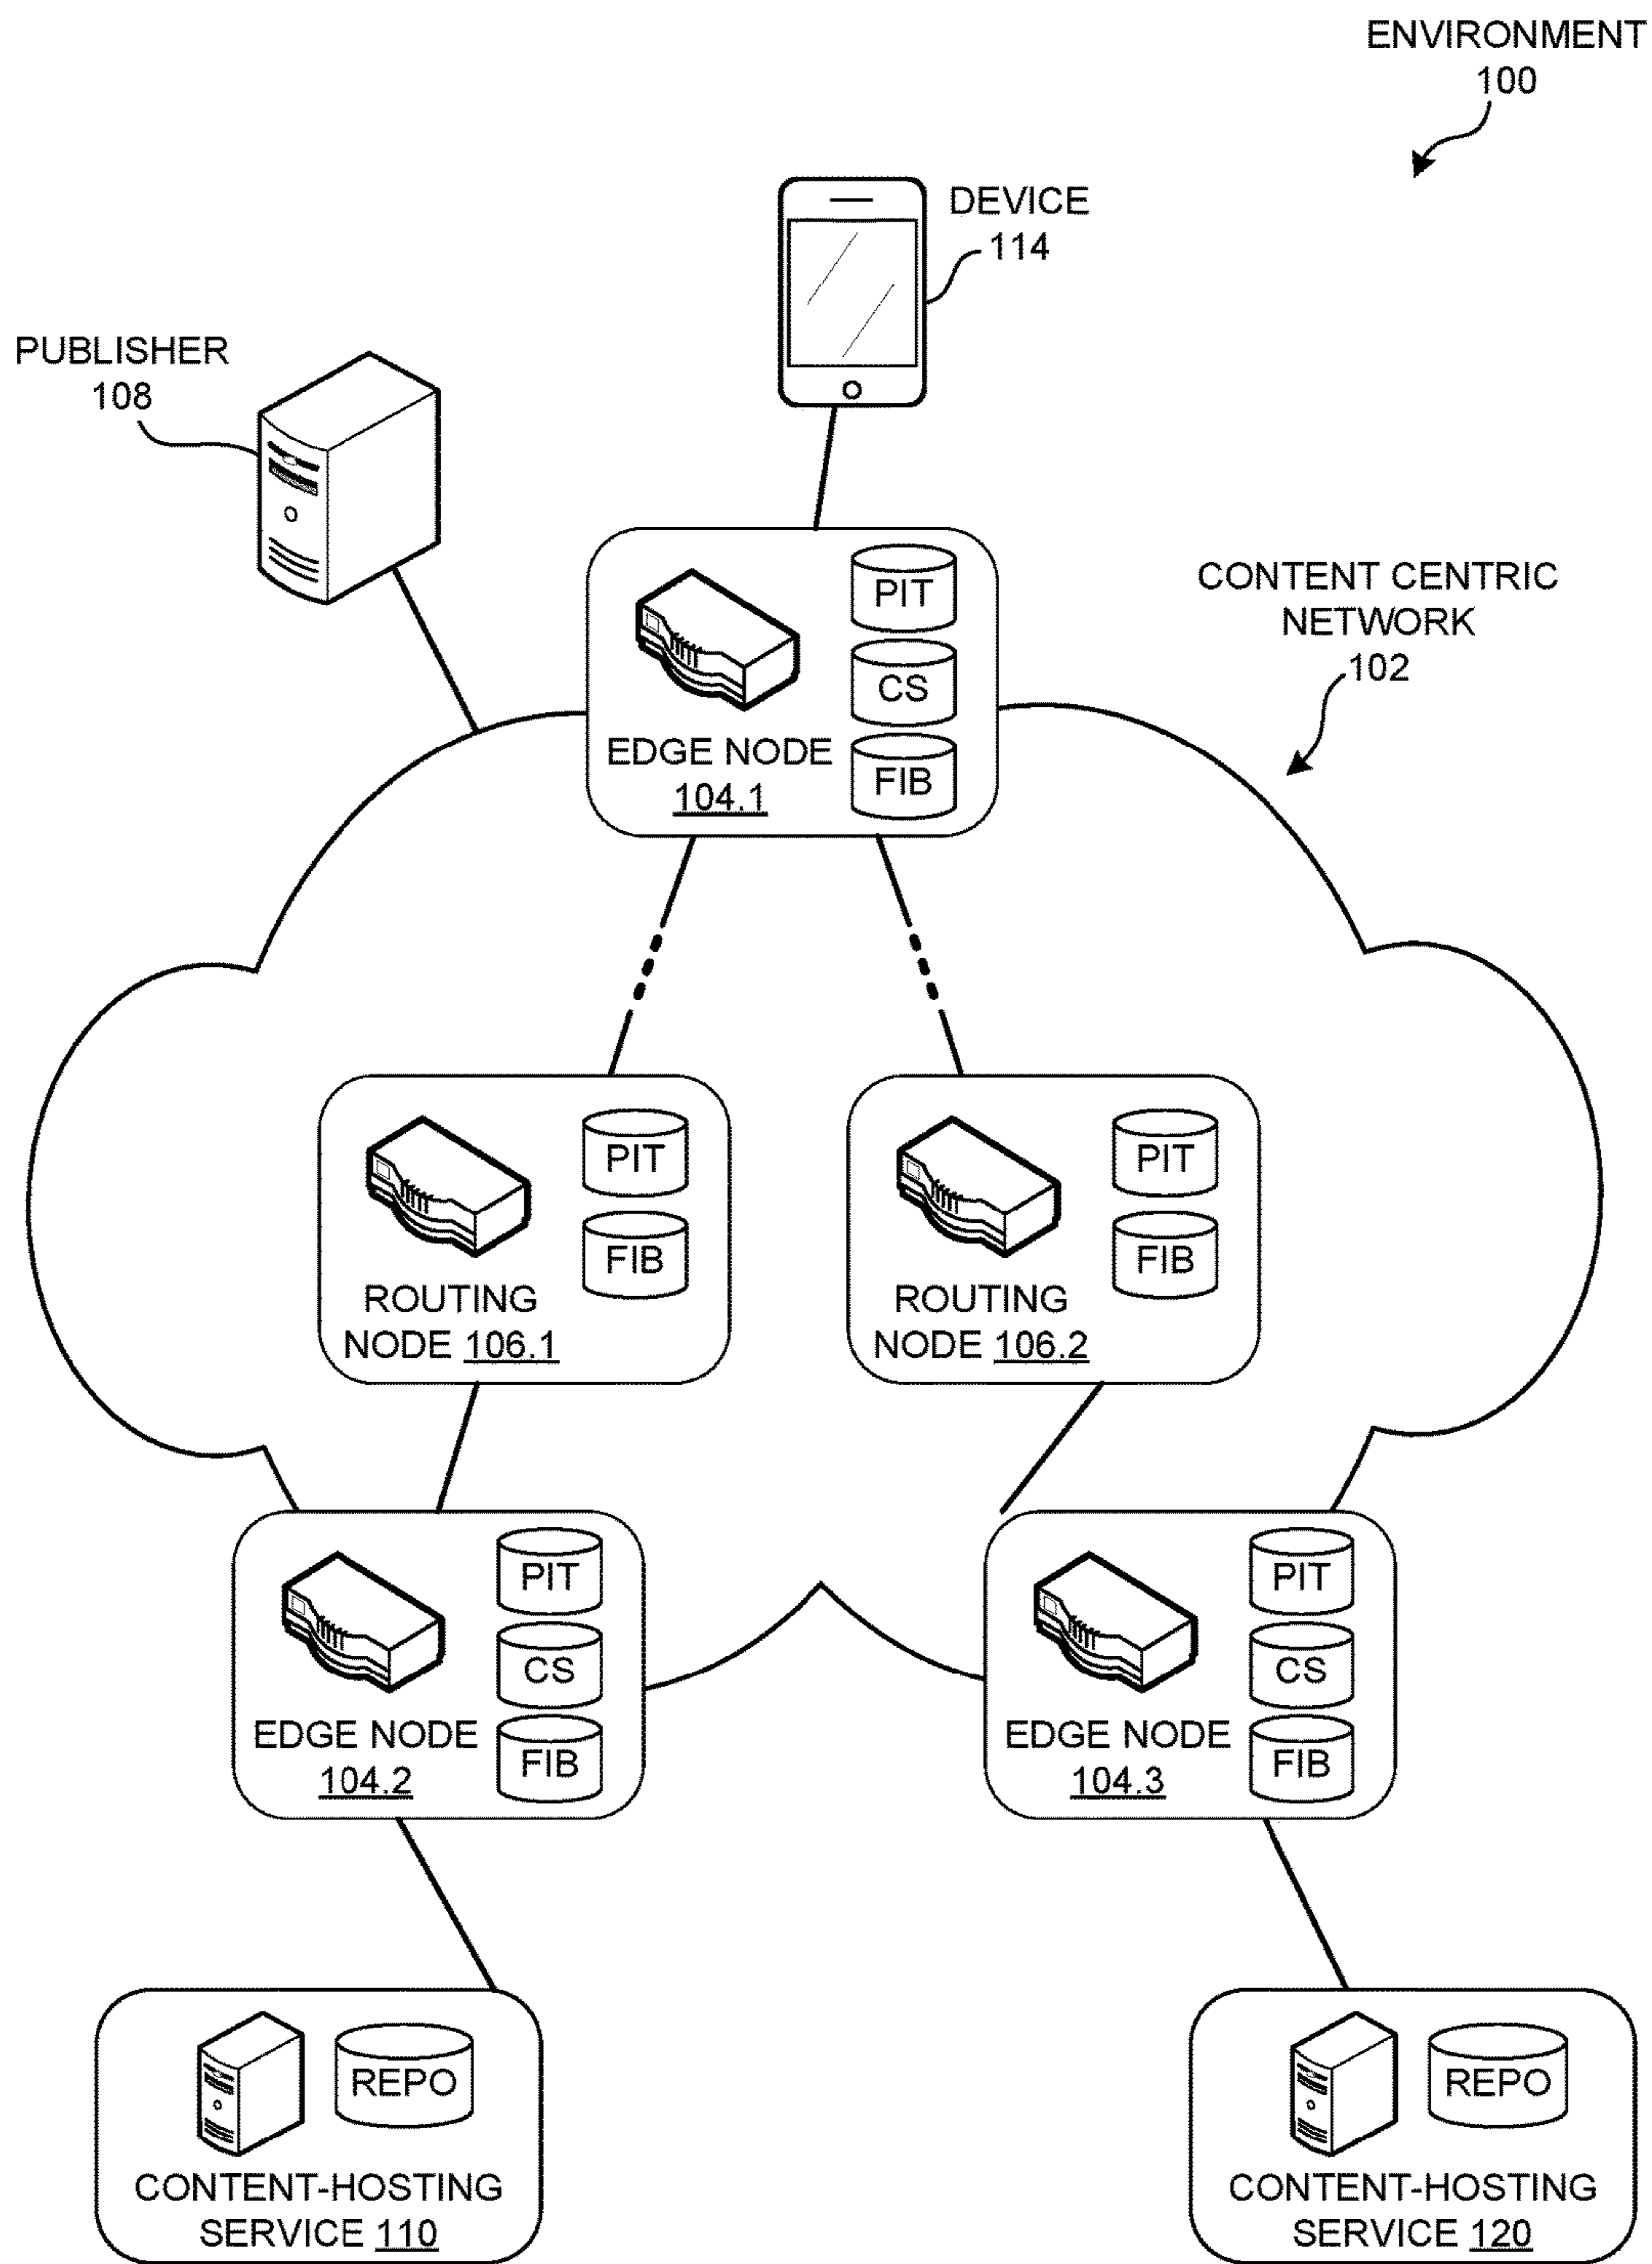 ENVIRONMENT
100
DEVICE
114
PUBLISHER
108
CONTENT CENTRIC
NETWORK
102
PIT
CS
FIB
EDGE NODE
104.1
PIT
FIB
ROUTING
NODE 106.1
PIT
FIB
ROUTING
NODE 106.2
PIT
CS
FIB
EDGE NODE
104.2
PIT
CS
FIB
EDGE NODE
104.3
REPO
CONTENT-HOSTING
SERVICE 110
REPO
CONTENT-HOSTING
SERVICE 120